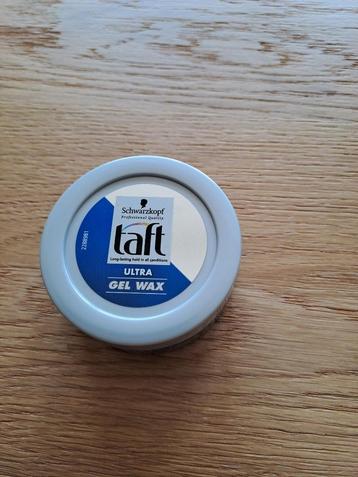 Schwarzkopf
Professional Quality
taft
Long-lasting hold in all conditions
ULTRA
GEL WAX